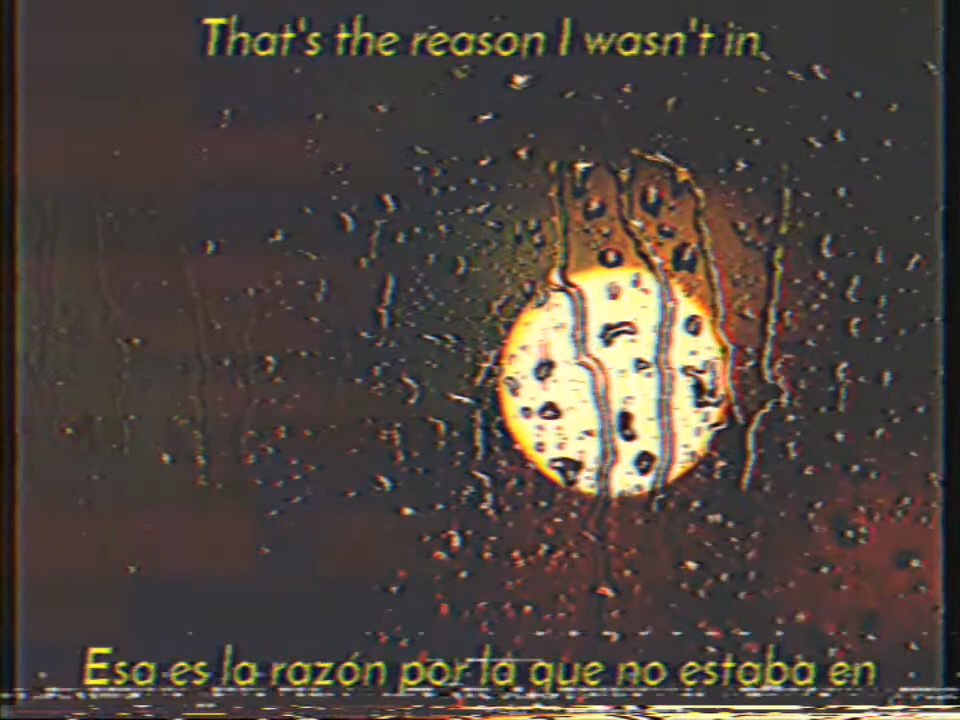 That's the reason I wasn't in
Esa es la razón por la que no estaba en